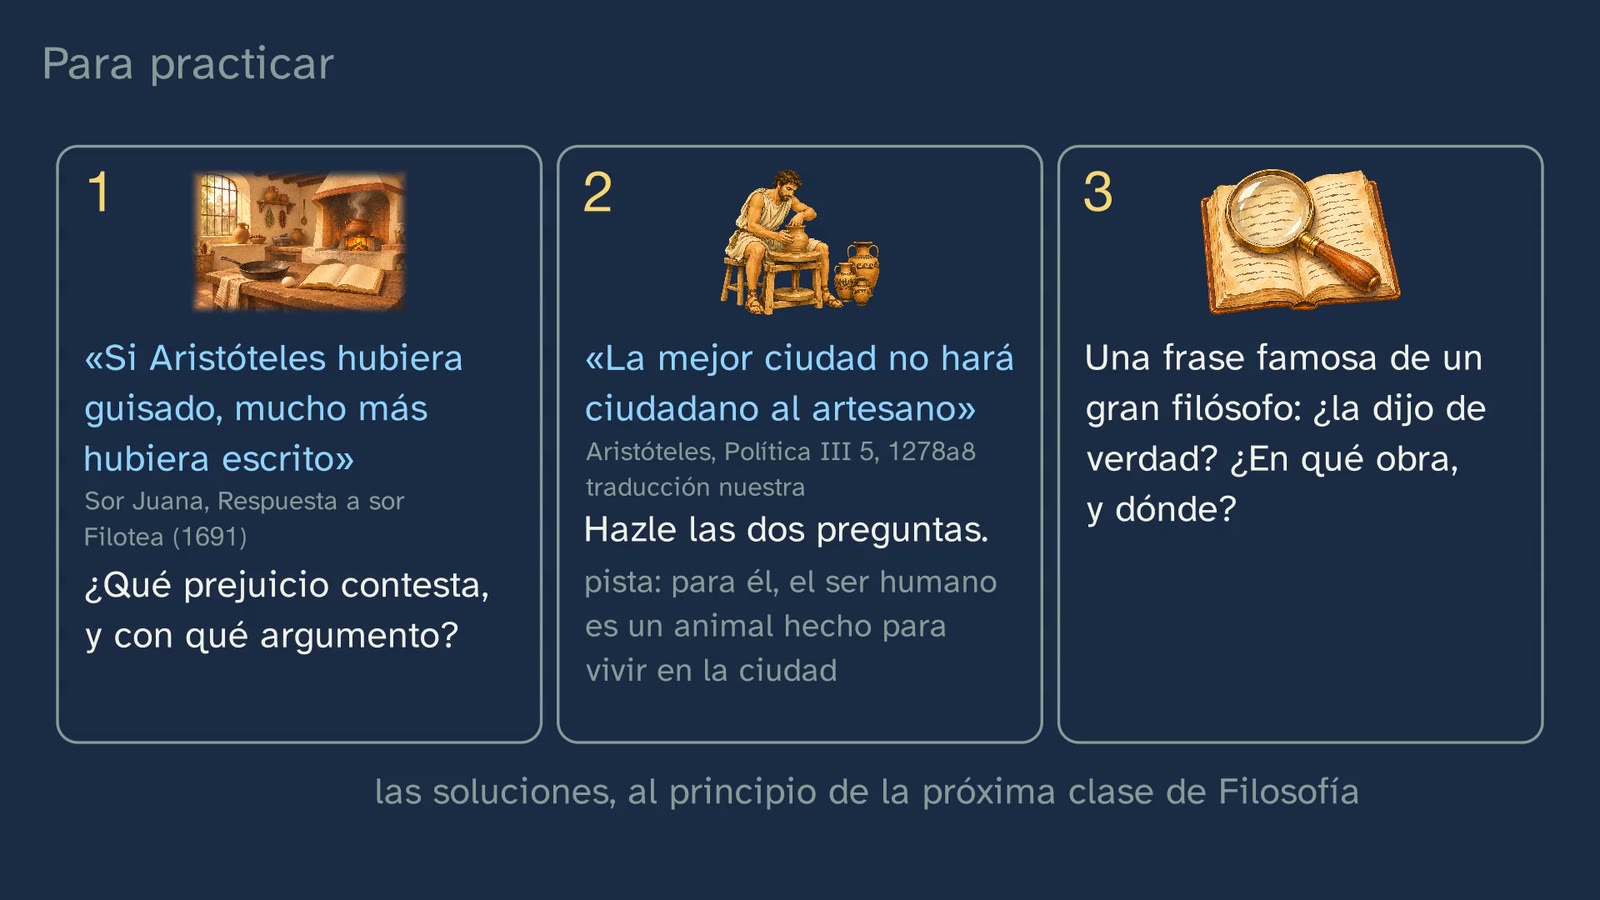 Para practicar
1
«Si Aristóteles hubiera
guisado, mucho más
hubiera escrito»
Sor Juana, Respuesta a sor
Filotea (1691)
¿Qué prejuicio contesta,
y con qué argumento?
2
«La mejor ciudad no hará
ciudadano al artesano»
Aristóteles, Política III 5, 1278a8
traducción nuestra
Hazle las dos preguntas.
pista: para él, el ser humano
es un animal hecho para
vivir en la ciudad
3
Una frase famosa de un
gran filósofo: ¿la dijo de
verdad? ¿En qué obra,
y dónde?
las soluciones, al principio de la próxima clase de Filosofía